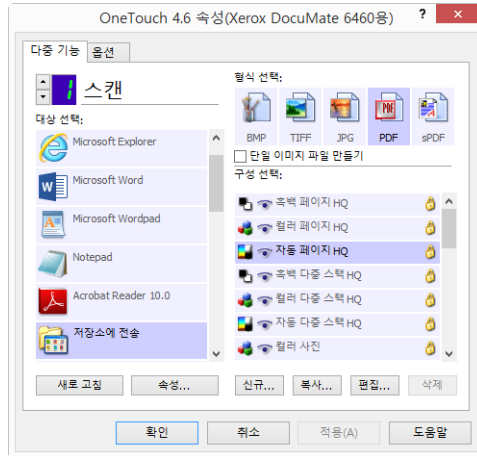 OneTouch 4.6 속성(Xerox DocuMate 6460용)
다중 기능 옵션
1 스캔
대상 선택:
Microsoft Explorer
Microsoft Word
Microsoft Wordpad
Notepad
Acrobat Reader 10.0
저장소에 전송
새로 고침 속성...
형식 선택:
BMP TIFF JPG PDF sPDF
단일 이미지 파일 만들기
구성 선택:
흑백 페이지 HQ
컬러 페이지 HQ
자동 페이지 HQ
흑백 다중 스택 HQ
컬러 다중 스택 HQ
자동 다중 스택 HQ
컬러 사진
신규... 복사... 편집... 삭제
확인 취소 적용(A) 도움말